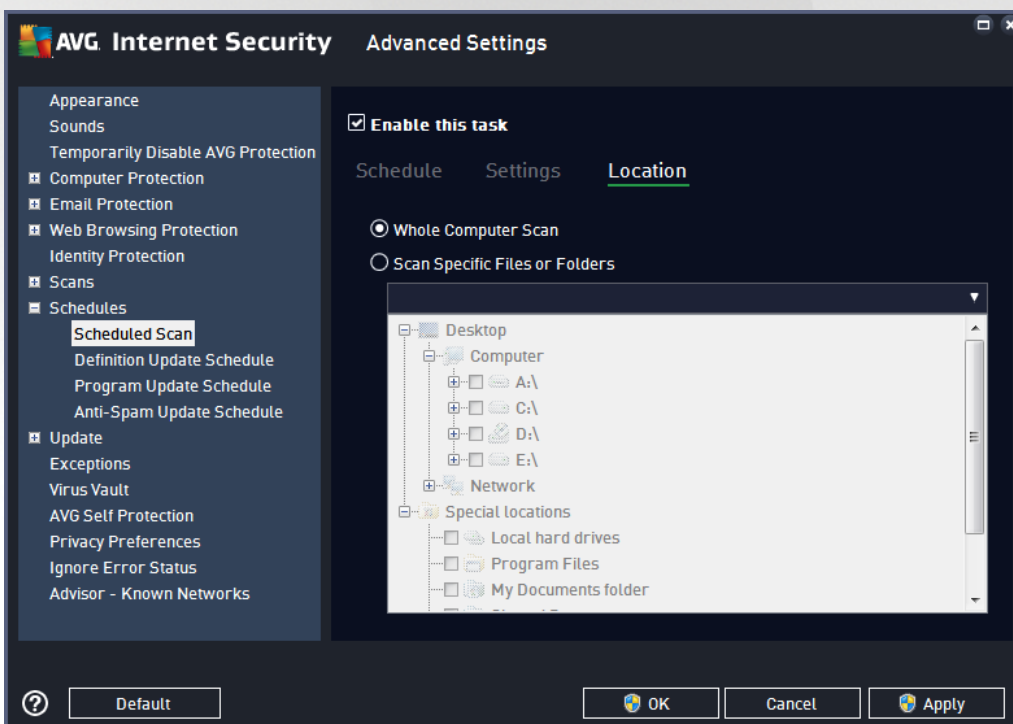 AVG. Internet Security Advanced Settings
Appearance
Sounds
Temporarily Disable AVG Protection
Computer Protection
Email Protection
Web Browsing Protection
Identity Protection
Scans
Schedules
Scheduled Scan
Definition Update Schedule
Program Update Schedule
Anti-Spam Update Schedule
Update
Exceptions
Virus Vault
AVG Self Protection
Privacy Preferences
Ignore Error Status
Advisor - Known Networks
Enable this task
Schedule Settings Location
Whole Computer Scan
Scan Specific Files or Folders
Desktop
Computer
A:\
C:\
D:\
E:\
Network
Special locations
Local hard drives
Program Files
My Documents folder
? Default OK Cancel Apply